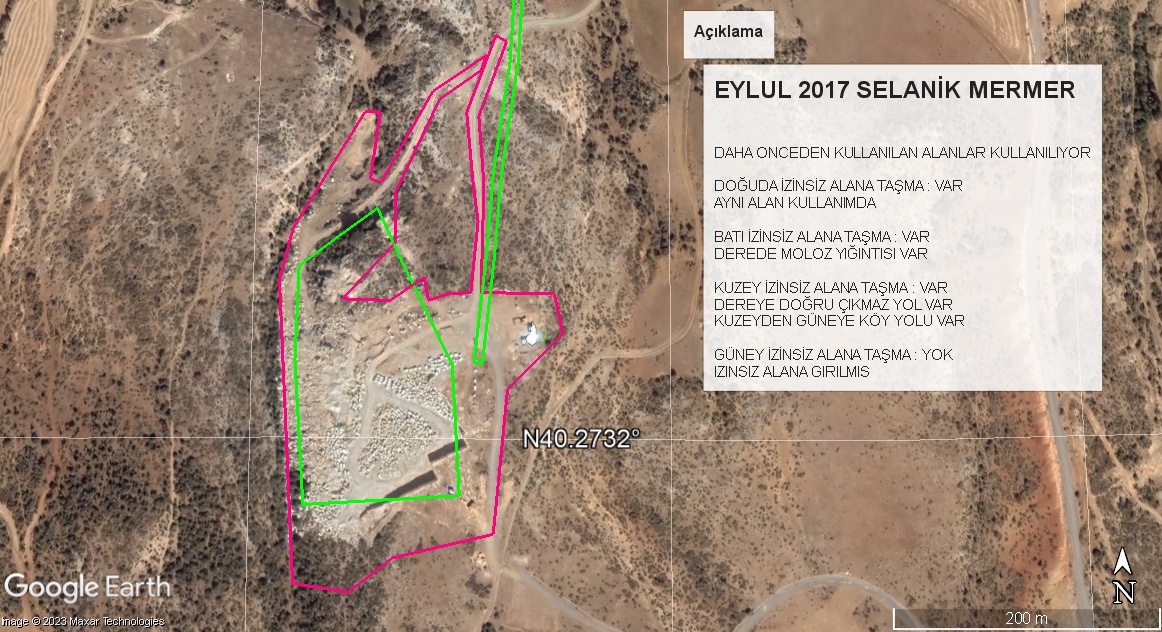 Açıklama
EYLUL 2017 SELANİK MERMER
DAHA ONCEDEN KULLANILAN ALANLAR KULLANILIYOR
DOĞUDA İZİNSİZ ALANA TAŞMA : VAR
AYNI ALAN KULLANIMDA
BATI İZİNSİZ ALANA TAŞMA : VAR
DEREDE MOLOZ YIĞINTISI VAR
KUZEY İZİNSİZ ALANA TAŞMA : VAR
DEREYE DOĞRU ÇIKMAZ YOL VAR
KUZEYDEN GÜNEYE KÖY YOLU VAR
GÜNEY İZİNSİZ ALANA TAŞMA : YOK
IZINSIZ ALANA GIRILMIS
N40.2732°
Google Earth
mage © 2023 Maxar Technologies
N
200 m